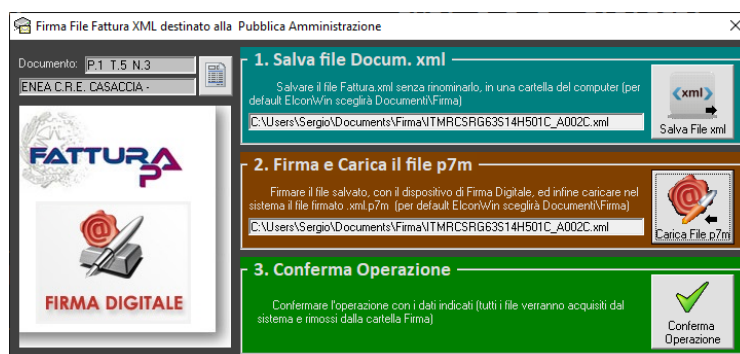 Firma File Fattura XML destinato alla Pubblica Amministrazione
Documento: P.1 T.5 N.3
ENEA C.R.E. CASACCIA -
FATTURA
PA
FIRMA DIGITALE
1. Salva file Docum. xml
Salvare il file Fattura.xml senza rinominarlo, in una cartella del computer (per
default ElconWin sceglirà Documenti\Firma)
C:\Users\Sergio\Documents\Firma\ITMRCSRG63S14H501C_A002C.xml
<xml>
Salva File xml
2. Firma e Carica il file p7m
Firmare il file salvato, con il dispositivo di Firma Digitale, ed infine caricare nel
sistema il file firmato .xml.p7m (per default ElconWin sceglirà Documenti\Firma)
C:\Users\Sergio\Documents\Firma\ITMRCSRG63S14H501C_A002C.xml
Carica File p7m
3. Conferma Operazione
Confermare l'operazione con i dati indicati (tutti i file verranno acquisiti dal
sistema e rimossi dalla cartella Firma)
Conferma
Operazione